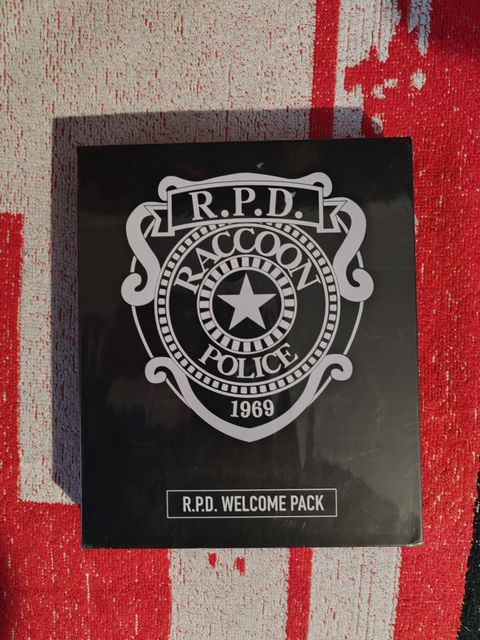 R.P.D.
RACCOON
POLICE
1969
R.P.D. WELCOME PACK